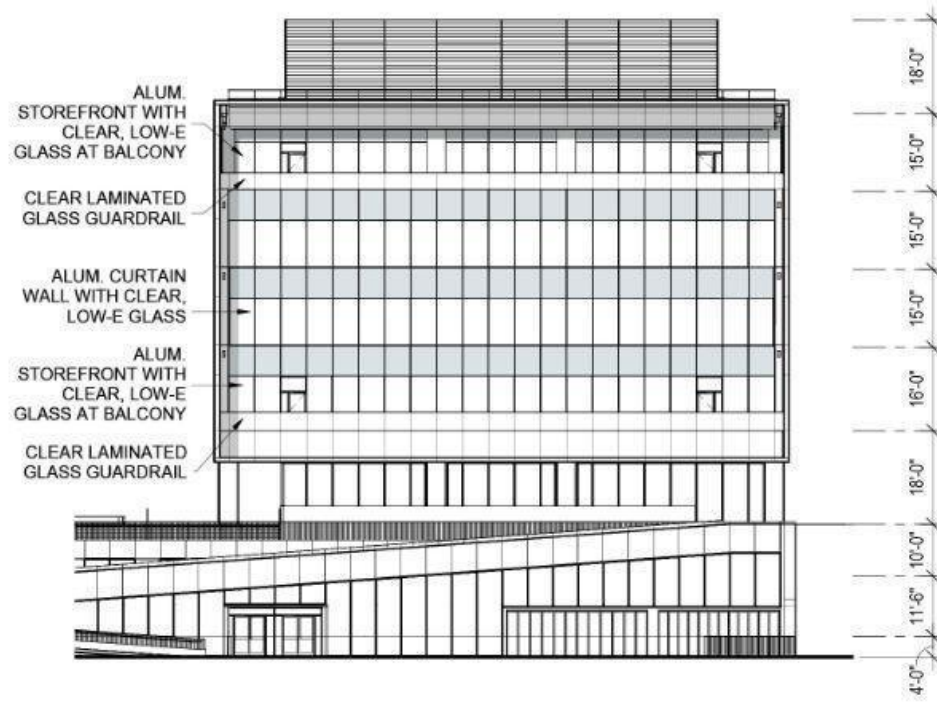 ALUM.
STOREFRONT WITH
CLEAR, LOW-E
GLASS AT BALCONY
CLEAR LAMINATED
GLASS GUARDRAIL
ALUM. CURTAIN
WALL WITH CLEAR,
LOW-E GLASS
ALUM.
STOREFRONT WITH
CLEAR, LOW-E
GLASS AT BALCONY
CLEAR LAMINATED
GLASS GUARDRAIL
18'-0"
15'-0"
15'-0"
15'-0"
16'-0"
18'-0"
10'-0"
11'-6"
4'-0"